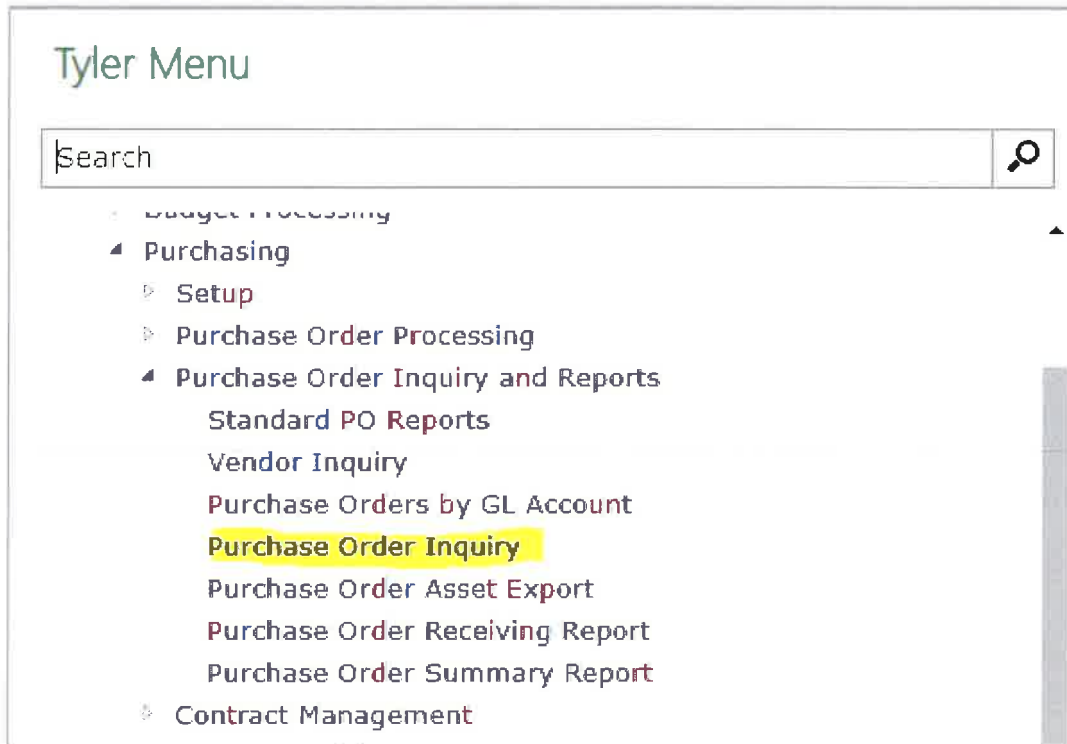 Tyler Menu
Search
Budget Processing
Purchasing
Setup
Purchase Order Processing
Purchase Order Inquiry and Reports
Standard PO Reports
Vendor Inquiry
Purchase Orders by GL Account
Purchase Order Inquiry
Purchase Order Asset Export
Purchase Order Receiving Report
Purchase Order Summary Report
Contract Management